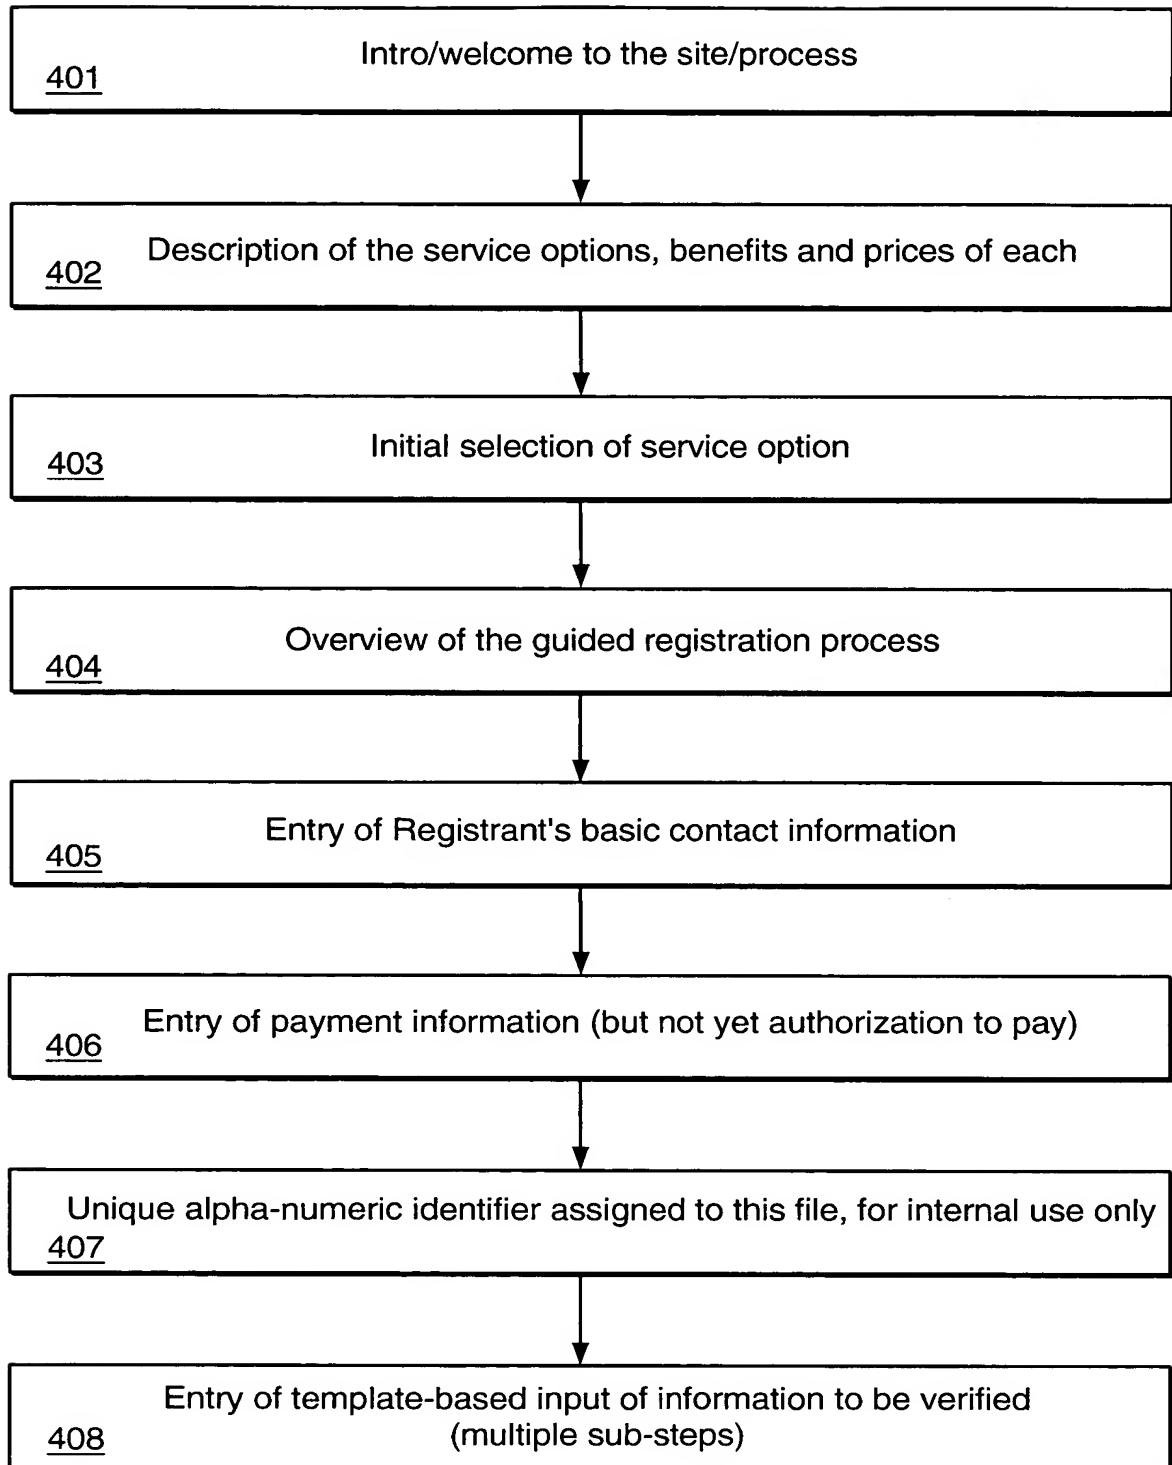 Intro/welcome to the site/process
401
Description of the service options, benefits and prices of each
402
Initial selection of service option
403
Overview of the guided registration process
404
Entry of Registrant's basic contact information
405
Entry of payment information (but not yet authorization to pay)
406
Unique alpha-numeric identifier assigned to this file, for internal use only
407
Entry of template-based input of information to be verified
(multiple sub-steps)
408